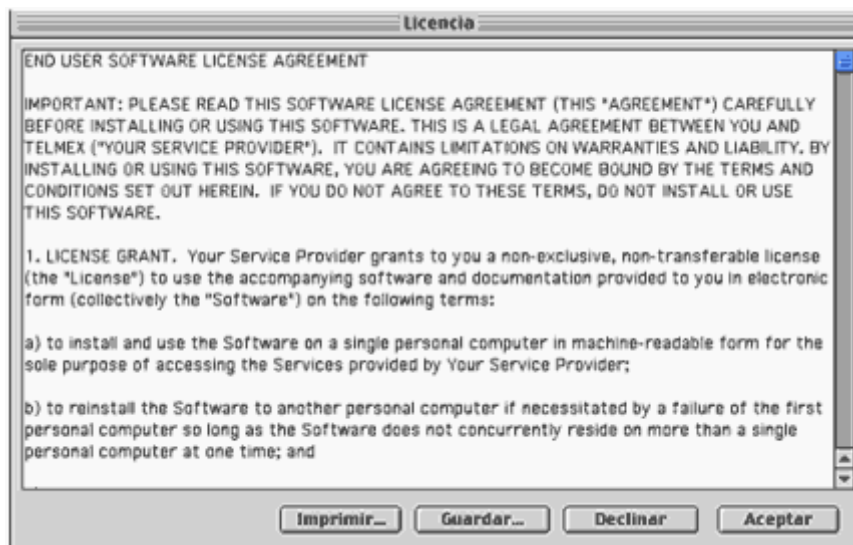 Licencia
END USER SOFTWARE LICENSE AGREEMENT
IMPORTANT: PLEASE READ THIS SOFTWARE LICENSE AGREEMENT (THIS "AGREEMENT") CAREFULLY
BEFORE INSTALLING OR USING THIS SOFTWARE. THIS IS A LEGAL AGREEMENT BETWEEN YOU AND
TELMEX ("YOUR SERVICE PROVIDER"). IT CONTAINS LIMITATIONS ON WARRANTIES AND LIABILITY. BY
INSTALLING OR USING THIS SOFTWARE, YOU ARE AGREEING TO BECOME BOUND BY THE TERMS AND
CONDITIONS SET OUT HEREIN. IF YOU DO NOT AGREE TO THESE TERMS, DO NOT INSTALL OR USE
THIS SOFTWARE.
1. LICENSE GRANT. Your Service Provider grants to you a non-exclusive, non-transferable license
(the "License") to use the accompanying software and documentation provided to you in electronic
form (collectively the "Software") on the following terms:
a) to install and use the Software on a single personal computer in machine-readable form for the
sole purpose of accessing the Services provided by Your Service Provider;
b) to reinstall the Software to another personal computer if necessitated by a failure of the first
personal computer so long as the Software does not concurrently reside on more than a single
personal computer at one time; and
Imprimir... Guardar... Declinar Aceptar